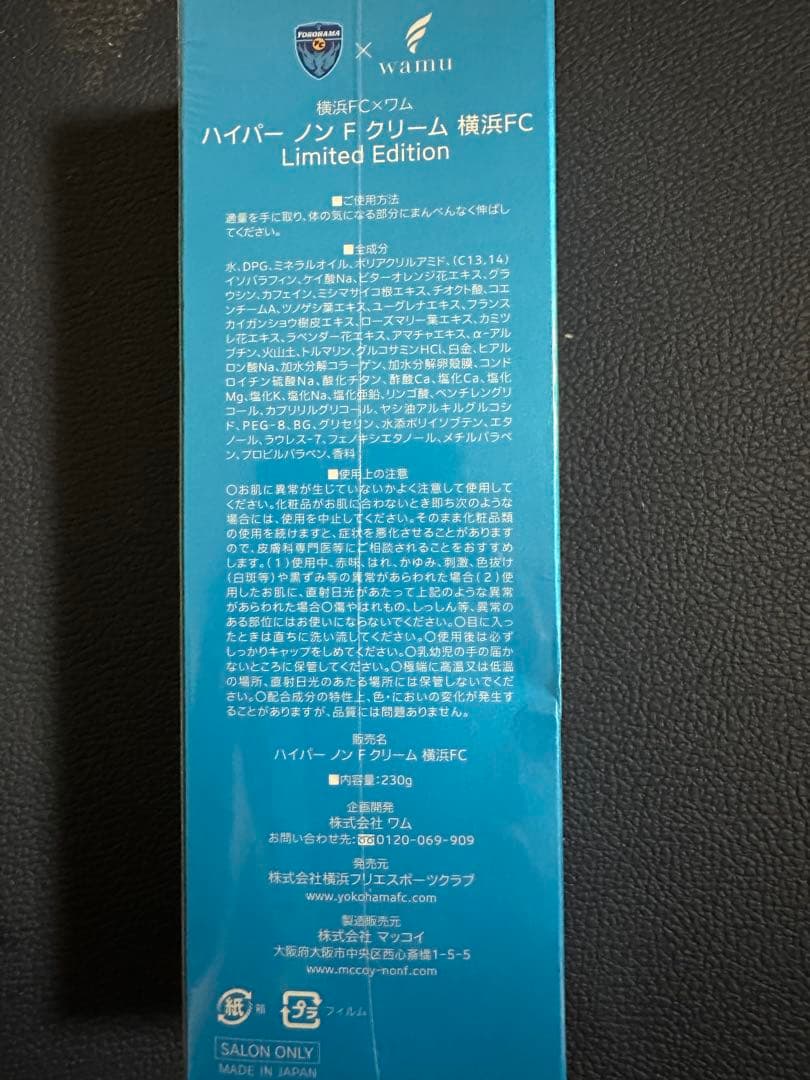 YOKOHAMA
FC
×
wamu
横浜FC×ワム
ハイパー ノン F クリーム 横浜FC
Limited Edition
■ご使用方法
適量を手に取り、体の気になる部分にまんべんなく伸ばし
てください。
■全成分
水、DPG、ミネラルオイル、ポリアクリルアミド、(C13,14)
イソパラフィン、ケイ酸Na、ビターオレンジ花エキス、グラ
ウシン、カフェイン、ミシマサイコ根エキス、チオクト酸、コエ
ンチームA、ツノゲシ葉エキス、ユーグレナエキス、フランス
カイガンショウ樹皮エキス、ローズマリー葉エキス、カミツ
レ花エキス、ラベンダー花エキス、アマチャエキス、α-アル
ブチン、火山土、トルマリン、グルコサミンHCl、白金、ヒアル
ロン酸Na、加水分解コラーゲン、加水分解卵殻膜、コンド
ロイチン硫酸Na、酸化チタン、酢酸Ca、塩化Ca、塩化
Mg、塩化K、塩化Na、塩化亜鉛、リンゴ酸、ペンチレングリ
コール、カプリリルグリコール、ヤシ油アルキルグルコシ
ド、PEG-8、BG、グリセリン、水添ポリイソブテン、エタ
ノール、ラウレス-7、フェノキシエタノール、メチルパラベ
ン、プロピルパラベン、香料
■使用上の注意
○お肌に異常が生じていないかよく注意して使用して
ください。化粧品がお肌に合わないとき即ち次のような
場合には、使用を中止してください。そのまま化粧品類
の使用を続けますと、症状を悪化させることがあります
ので、皮膚科専門医等にご相談されることをおすすめ
します。(1)使用中、赤味、はれ、かゆみ、刺激、色抜け
(白斑等)や黒ずみ等の異常があらわれた場合(2)使
用したお肌に、直射日光があたって上記のような異常
があらわれた場合○傷やはれもの、しっしん等、異常の
ある部位にはお使いにならないでください。○目に入っ
たときは直ちに洗い流してください。○使用後は必ず
しっかりキャップをしめてください。○乳幼児の手の届か
ないところに保管してください。○極端に高温又は低温
の場所、直射日光のあたる場所には保管しないでくだ
さい。○配合成分の特性上、色・においの変化が発生す
ることがありますが、品質には問題ありません。
販売名
ハイパー ノン F クリーム 横浜FC
■内容量:230g
企画開発
株式会社 ワム
お問い合わせ先:0120-069-909
発売元
株式会社横浜フリエスポーツクラブ
www.yokohamafc.com
製造販売元
株式会社 マッコイ
大阪府大阪市中央区西心斎橋1-5-5
www.mccoy-nonf.com
紙 箱 プラ フィルム
SALON ONLY
MADE IN JAPAN